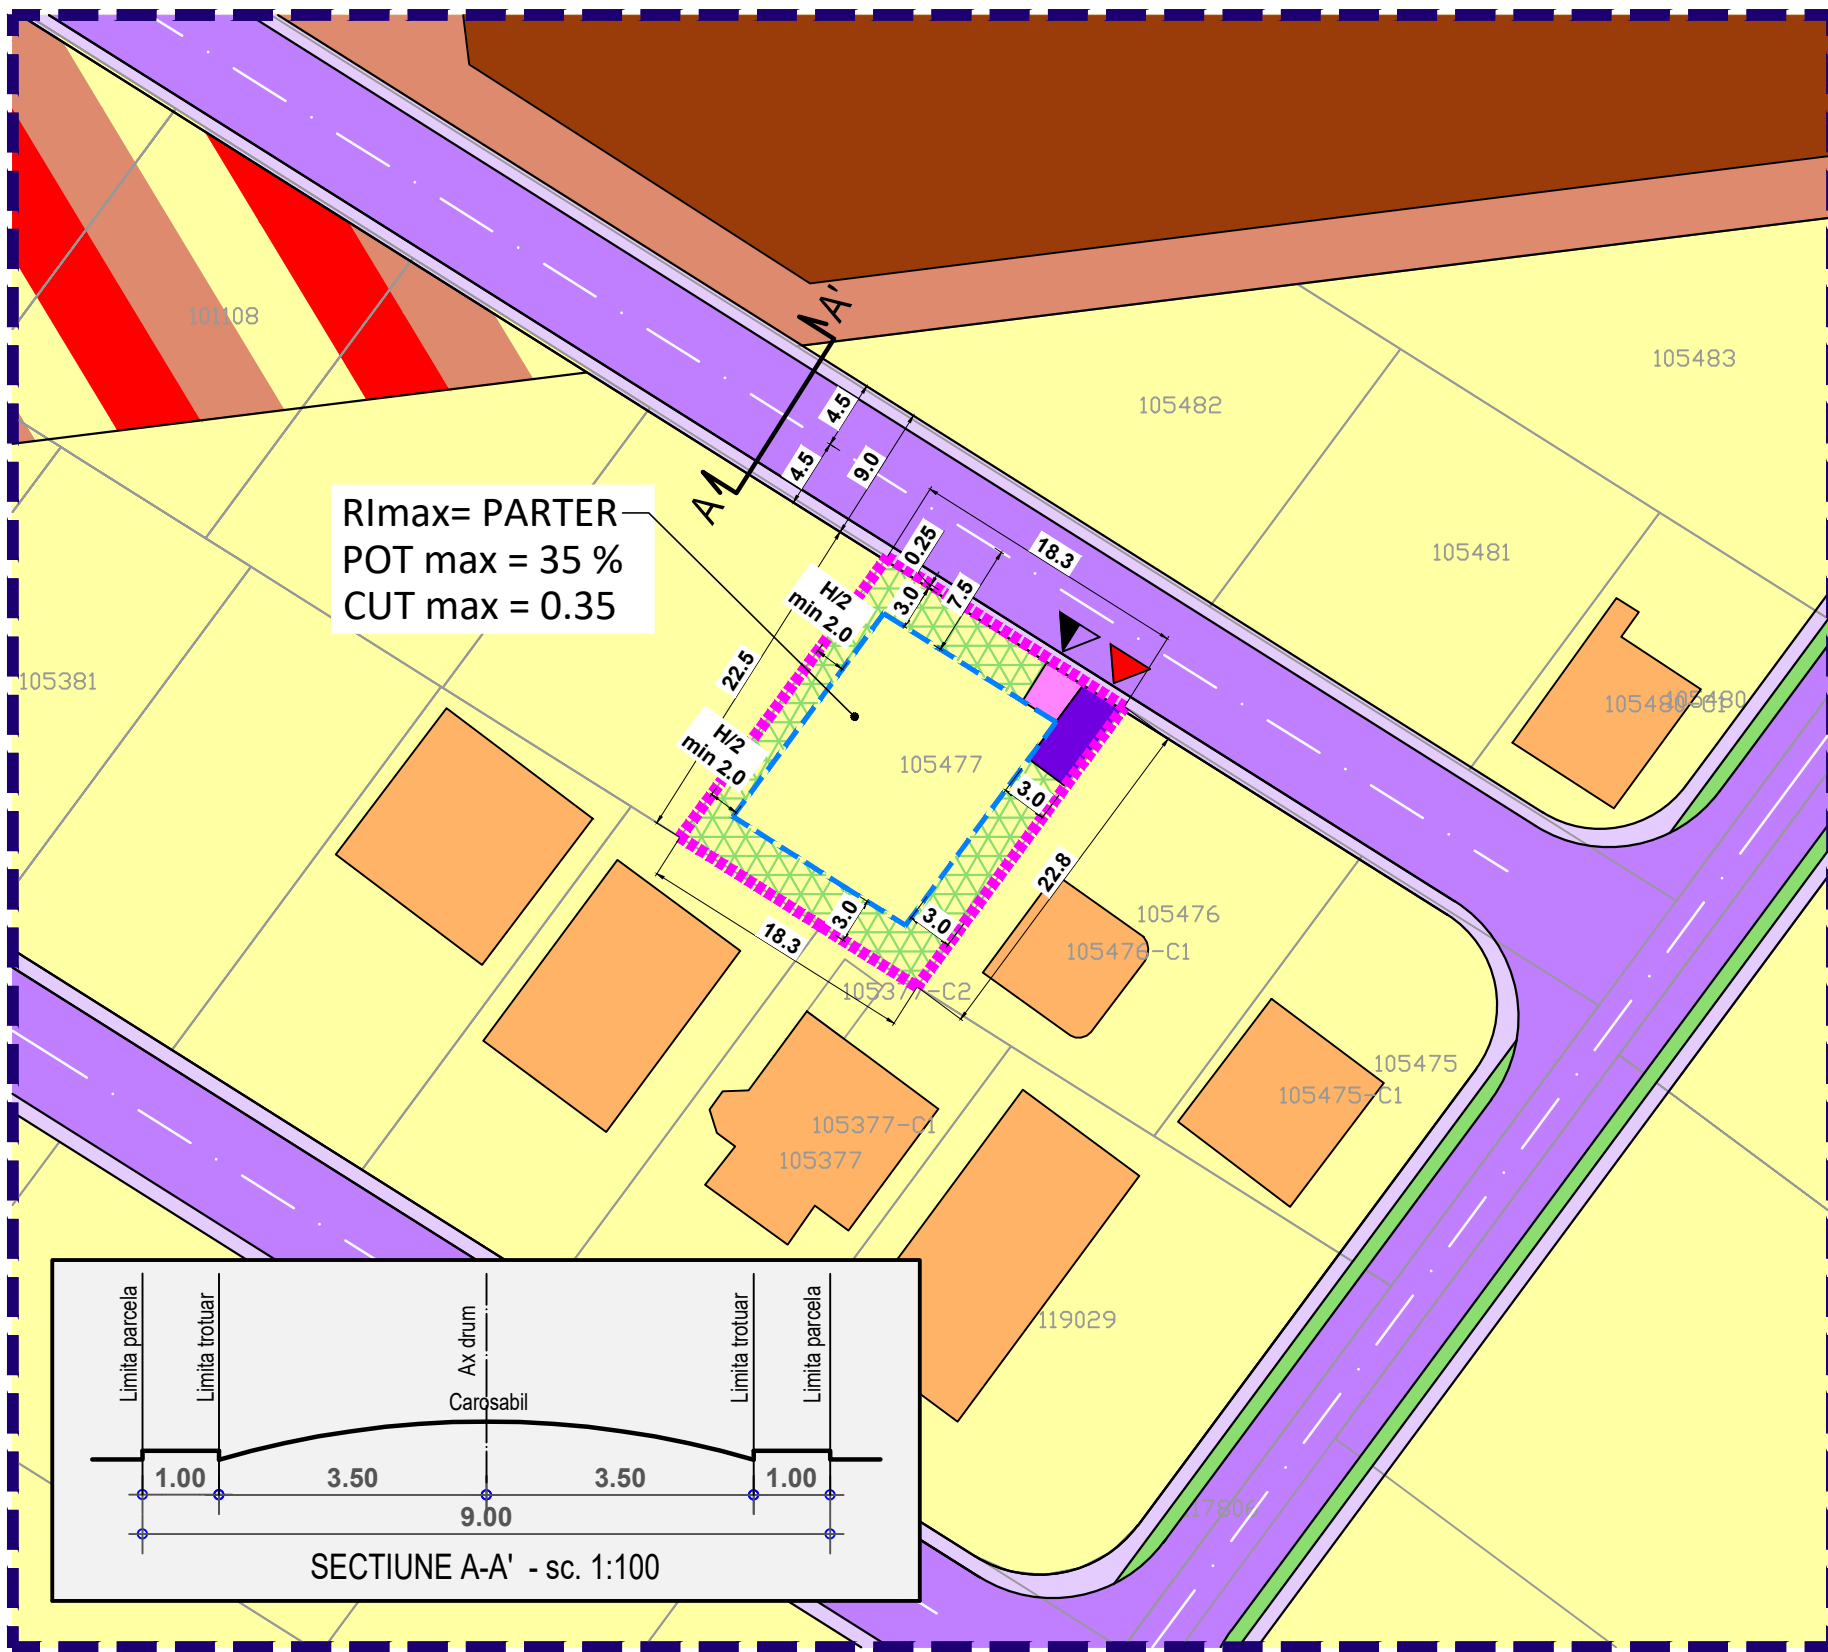 101108
105483
105482
105481
105480-C1
105480
A'
A
4.5
4.5
9.0
RImax= PARTER
POT max = 35 %
CUT max = 0.35
0.25
18.3
7.5
3.0
H/2
min 2.0
22.5
H/2
min 2.0
105381
105477
3.0
22.8
3.0
3.0
18.3
105476
105476-C1
105377-C2
105475
105475-C1
105377-C1
105377
119029
17806
Limita parcela
Limita trotuar
Ax drum
Limita trotuar
Limita parcela
Carosabil
1.00
3.50
3.50
1.00
9.00
SECTIUNE A-A' - sc. 1:100